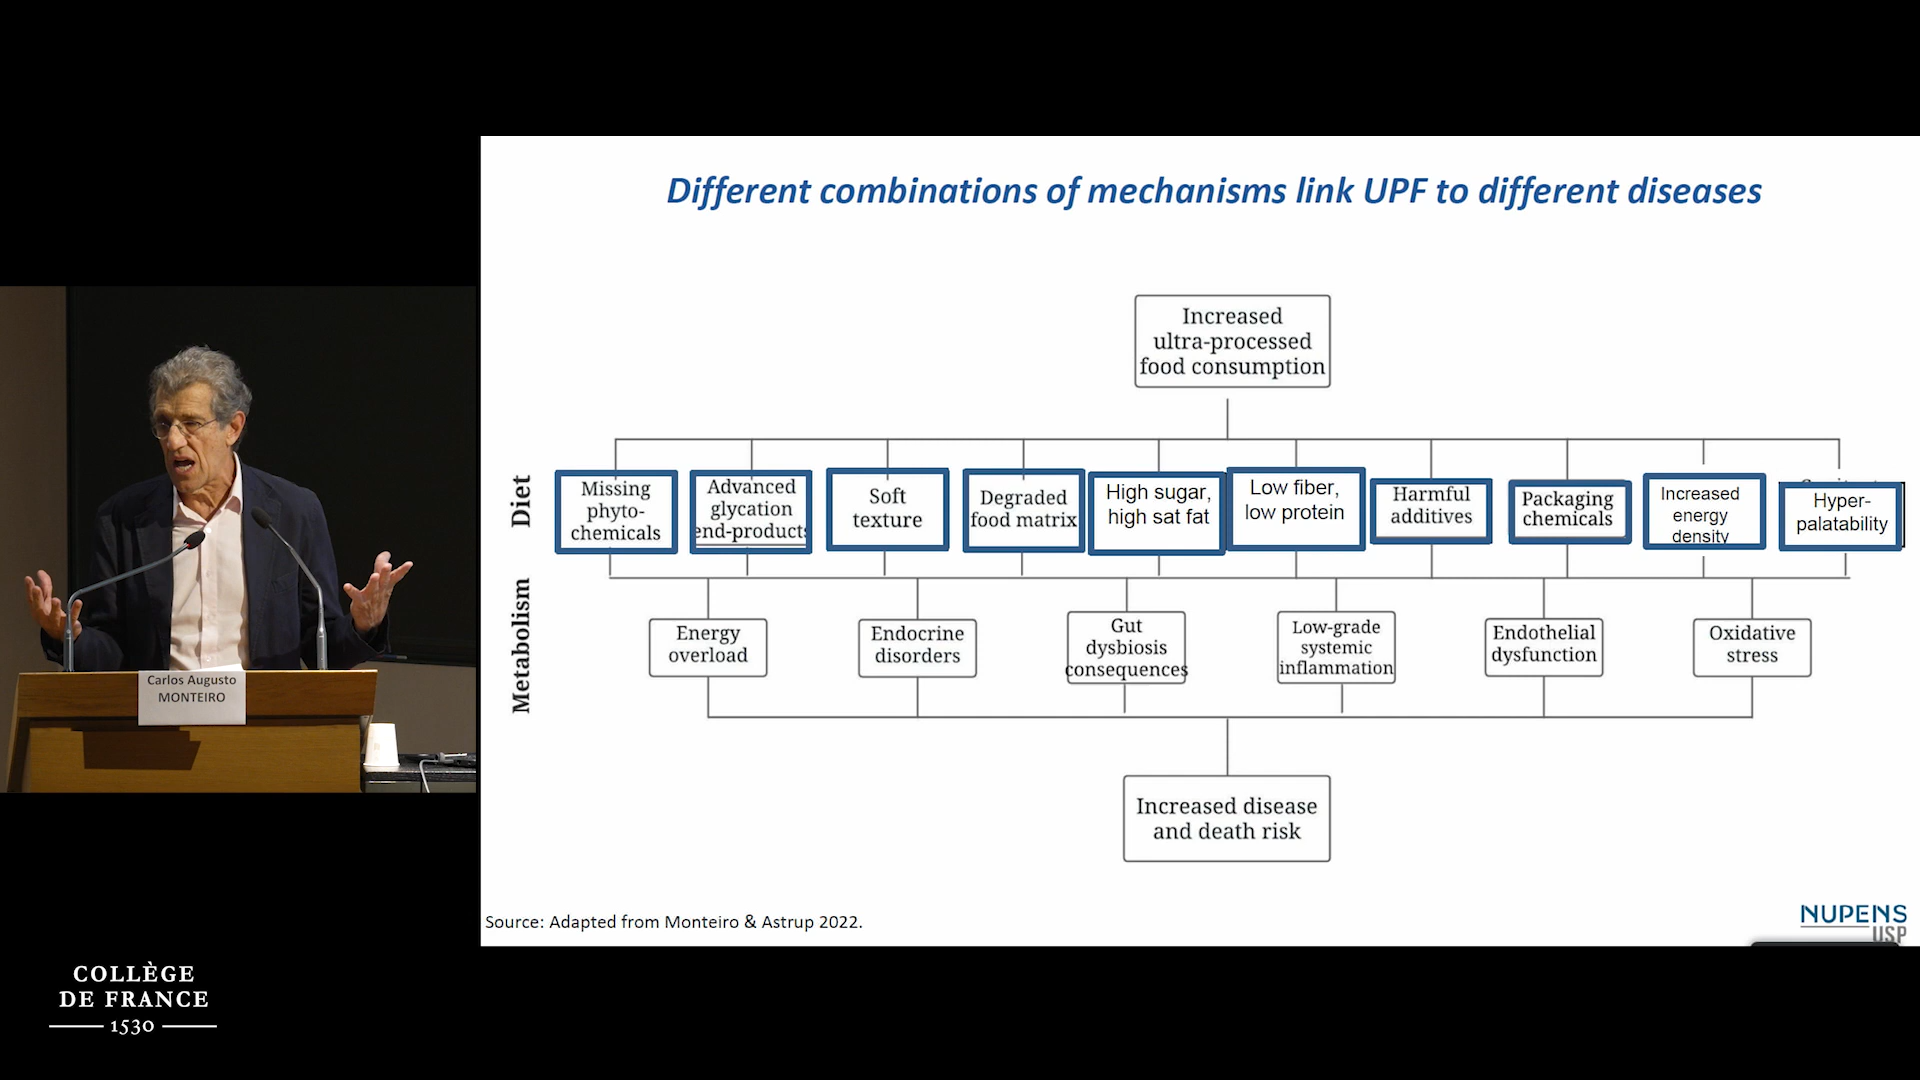 Different combinations of mechanisms link UPF to different diseases
Increased
ultra-processed
food consumption
Diet
Missing
phyto-
chemicals
Advanced
glycation
end-products
Soft
texture
Degraded
food matrix
High sugar,
high sat fat
Low fiber,
low protein
Harmful
additives
Packaging
chemicals
Increased
energy
density
Hyper-
palatability
Metabolism
Energy
overload
Endocrine
disorders
Gut
dysbiosis
consequences
Low-grade
systemic
inflammation
Endothelial
dysfunction
Oxidative
stress
Increased disease
and death risk
Source: Adapted from Monteiro & Astrup 2022.
NUPENS
USP
Carlos Augusto
MONTEIRO
COLLÈGE
DE FRANCE
1530